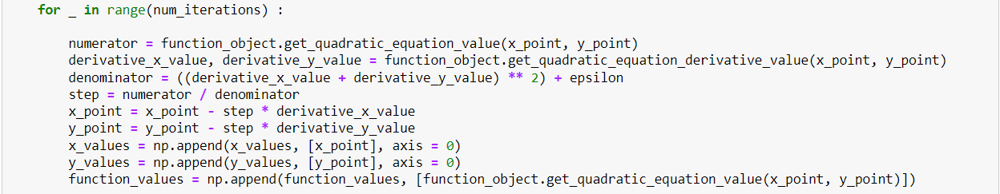 for _ in range(num_iterations) :
numerator = function_object.get_quadratic_equation_value(x_point, y_point)
derivative_x_value, derivative_y_value = function_object.get_quadratic_equation_derivative_value(x_point, y_point)
denominator = ((derivative_x_value + derivative_y_value) ** 2) + epsilon
step = numerator / denominator
x_point = x_point - step * derivative_x_value
y_point = y_point - step * derivative_y_value
x_values = np.append(x_values, [x_point], axis = 0)
y_values = np.append(y_values, [y_point], axis = 0)
function_values = np.append(function_values, [function_object.get_quadratic_equation_value(x_point, y_point)])